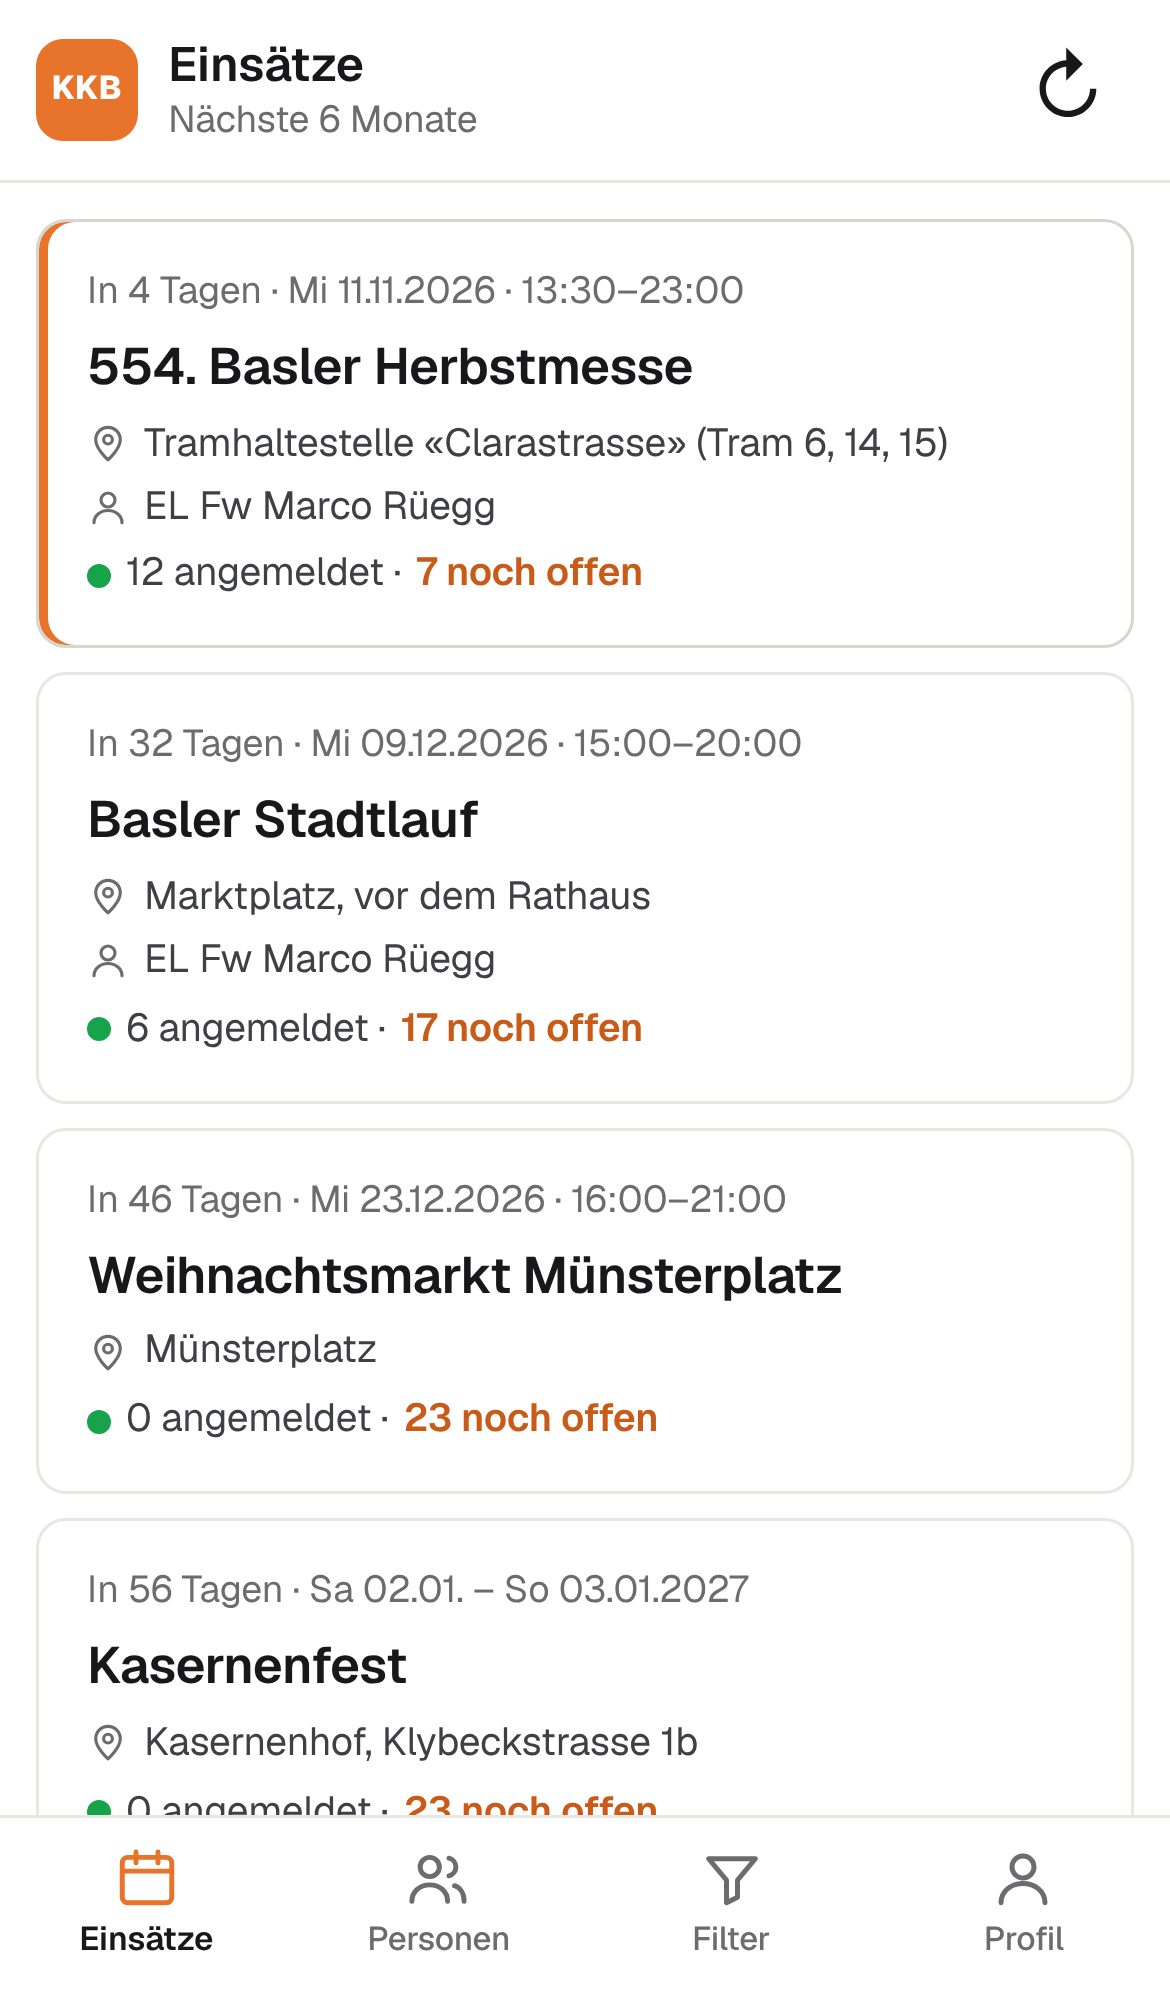 KKB
Einsätze
Nächste 6 Monate
In 4 Tagen · Mi 11.11.2026 · 13:30–23:00
554. Basler Herbstmesse
Tramhaltestelle «Clarastrasse» (Tram 6, 14, 15)
EL Fw Marco Rüegg
12 angemeldet · 7 noch offen
In 32 Tagen · Mi 09.12.2026 · 15:00–20:00
Basler Stadtlauf
Marktplatz, vor dem Rathaus
EL Fw Marco Rüegg
6 angemeldet · 17 noch offen
In 46 Tagen · Mi 23.12.2026 · 16:00–21:00
Weihnachtsmarkt Münsterplatz
Münsterplatz
0 angemeldet · 23 noch offen
In 56 Tagen · Sa 02.01. – So 03.01.2027
Kasernenfest
Kasernenhof, Klybeckstrasse 1b
0 angemeldet · 23 noch offen
Einsätze
Personen
Filter
Profil